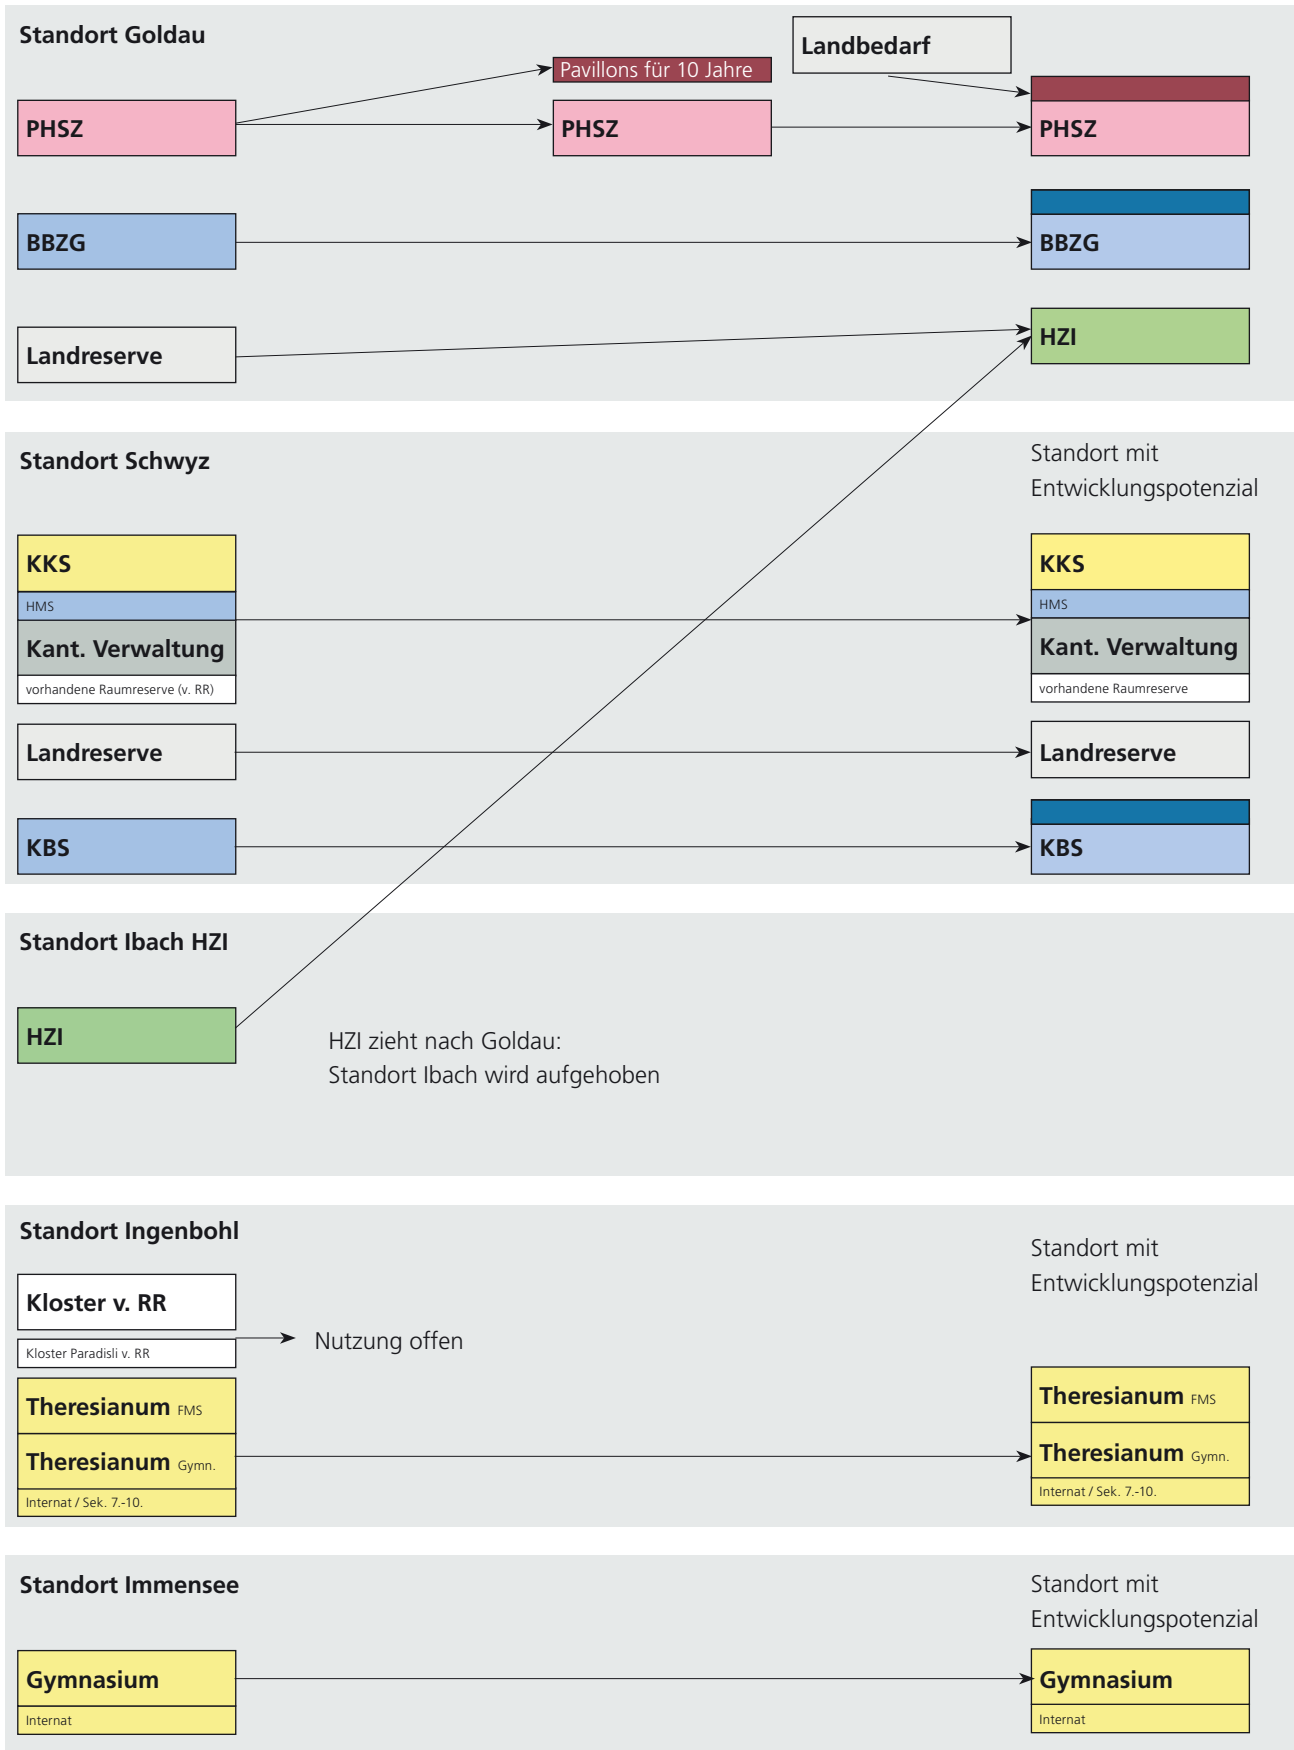 Standort Goldau
Landbedarf
Pavillons für 10 Jahre
PHSZ
PHSZ
PHSZ
BBZG
BBZG
Landreserve
HZI
Standort Schwyz
Standort mit
Entwicklungspotenzial
KKS
HMS
Kant. Verwaltung
vorhandene Raumreserve (v. RR)
KKS
HMS
Kant. Verwaltung
vorhandene Raumreserve
Landreserve
Landreserve
KBS
KBS
Standort Ibach HZI
HZI
HZI zieht nach Goldau:
Standort Ibach wird aufgehoben
Standort Ingenbohl
Standort mit
Entwicklungspotenzial
Kloster v. RR
Kloster Paradisli v. RR
Nutzung offen
Theresianum FMS
Theresianum Gymn.
Internat / Sek. 7.-10.
Theresianum FMS
Theresianum Gymn.
Internat / Sek. 7.-10.
Standort Immensee
Standort mit
Entwicklungspotenzial
Gymnasium
Internat
Gymnasium
Internat